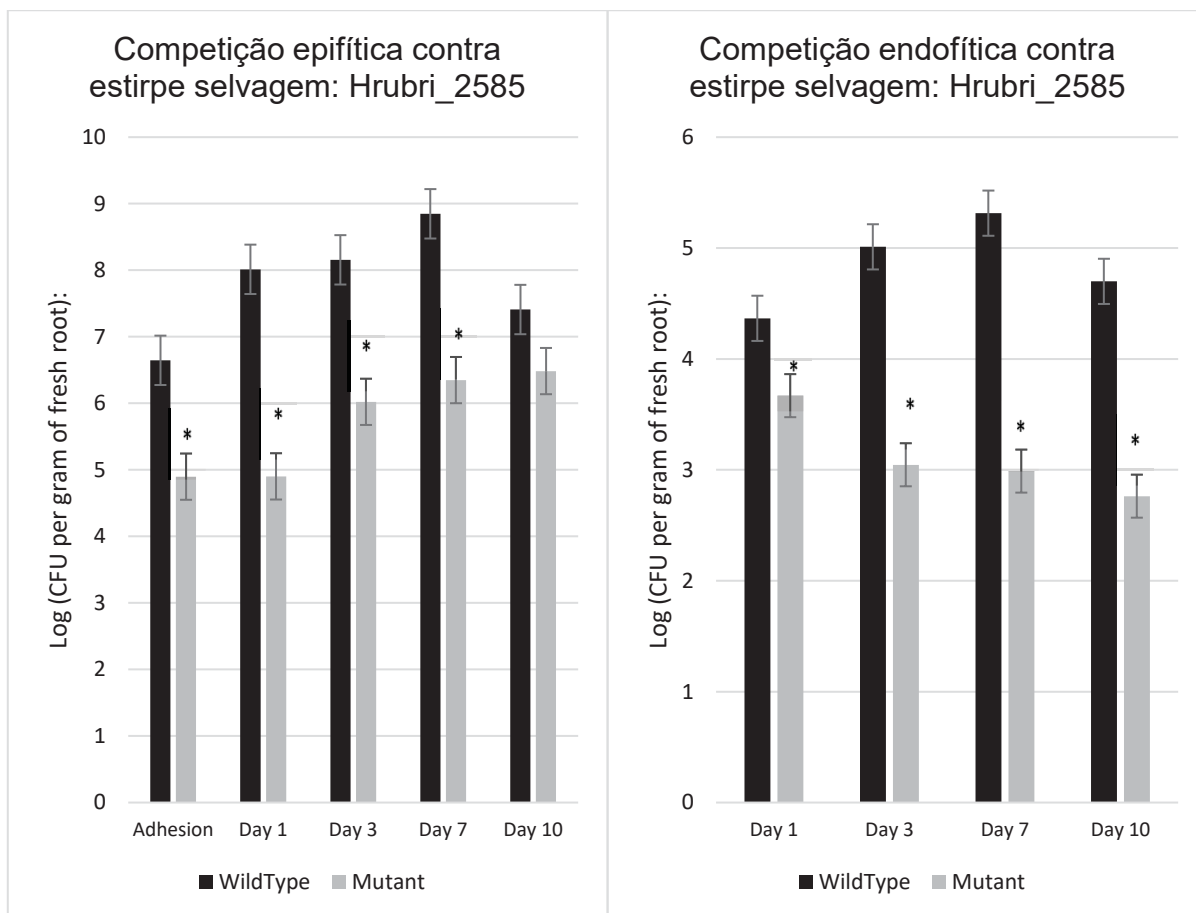 Competição epifítica contra
estirpe selvagem: Hrubri_2585
10
9
8
7
6
5
4
3
2
1
0
Log (CFU per gram of fresh root):
*
*
*
*
Adhesion Day 1 Day 3 Day 7 Day 10
WildType Mutant
Competição endofítica contra
estirpe selvagem: Hrubri_2585
6
5
4
3
2
1
0
Log (CFU per gram of fresh root):
*
*
*
*
Day 1 Day 3 Day 7 Day 10
WildType Mutant